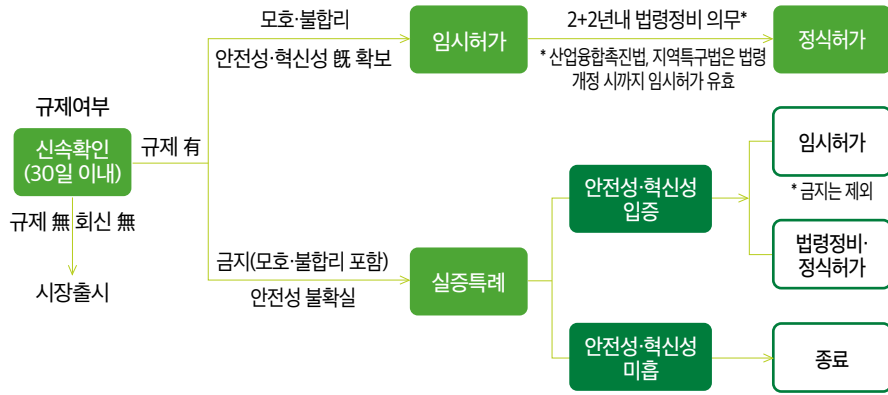 규제여부
신속확인
(30일 이내)
규제 有
규제 無 회신 無
시장출시
모호·불합리
안전성·혁신성 旣 확보
임시허가
2+2년내 법령정비 의무*
* 산업융합촉진법, 지역특구법은 법령
개정 시까지 임시허가 유효
정식허가
금지(모호·불합리 포함)
안전성 불확실
실증특례
안전성·혁신성
입증
임시허가
* 금지는 제외
법령정비·
정식허가
안전성·혁신성
미흡
종료